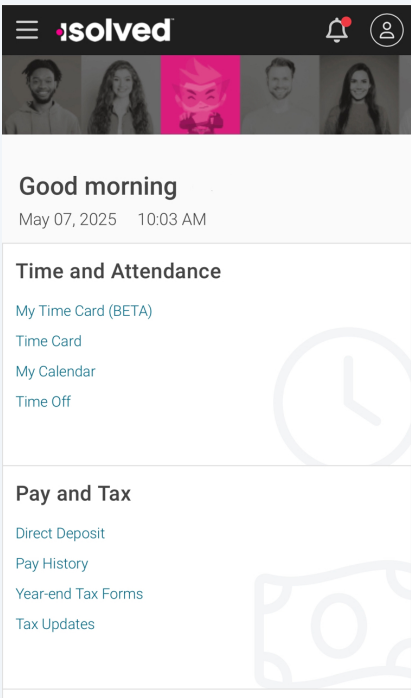 isolved
Good morning
May 07, 2025 10:03 AM
Time and Attendance
My Time Card (BETA)
Time Card
My Calendar
Time Off
Pay and Tax
Direct Deposit
Pay History
Year-end Tax Forms
Tax Updates